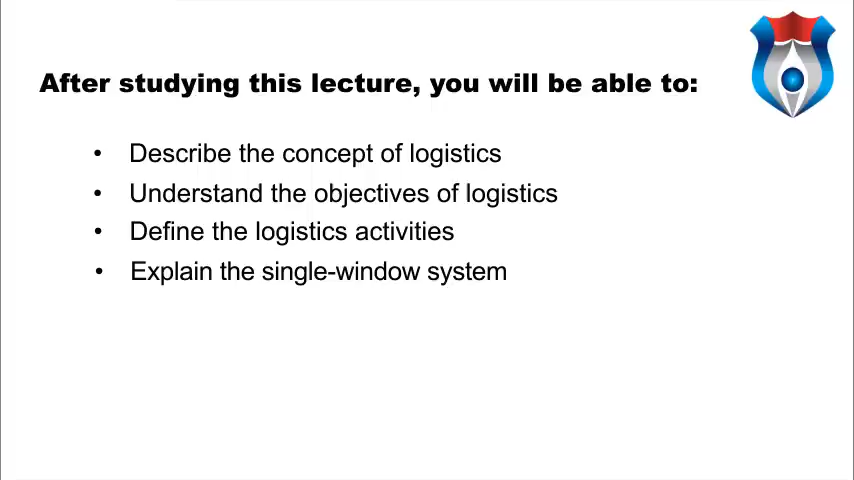 After studying this lecture, you will be able to:
• Describe the concept of logistics
• Understand the objectives of logistics
• Define the logistics activities
• Explain the single-window system